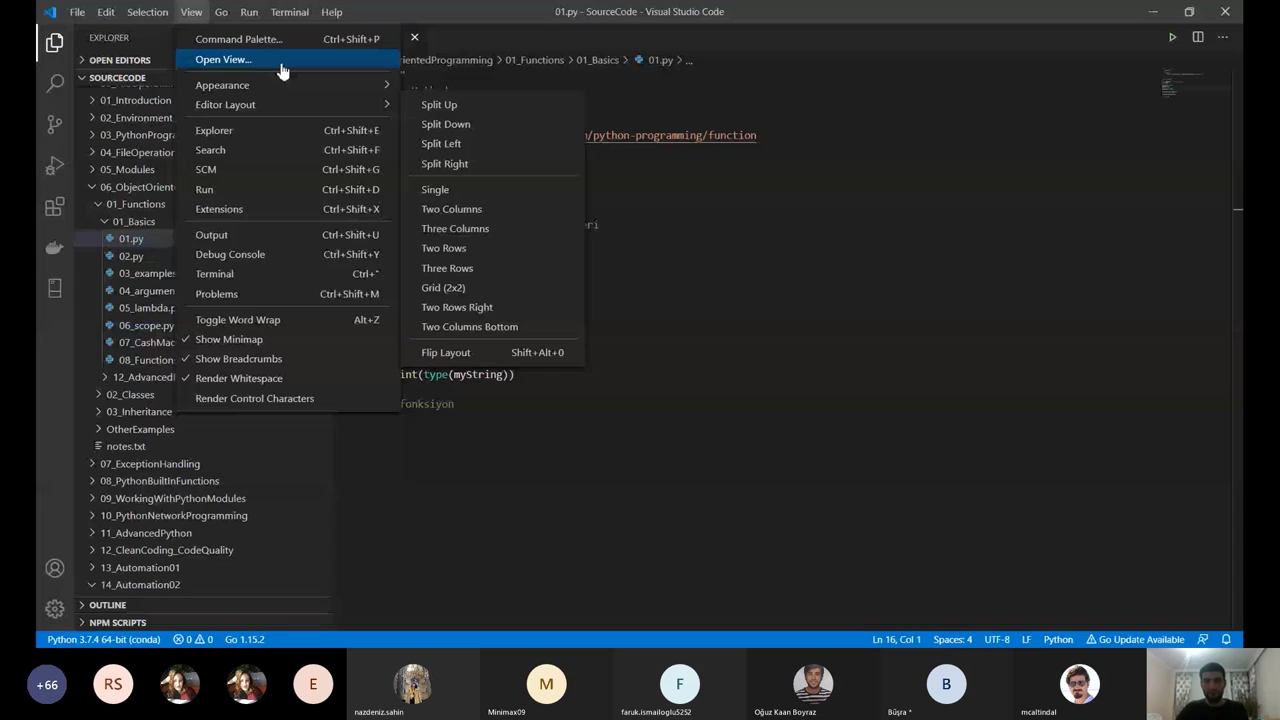 File Edit Selection View Go Run Terminal Help
01.py - SourceCode - Visual Studio Code
EXPLORER
OPEN EDITORS
SOURCECODE
01_Introduction
02_Environment
03_PythonProgra
04_FileOperation
05_Modules
06_ObjectOriente
01_Functions
01_Basics
01.py
02.py
03_examples
04_argumen
05_lambda.p
06_scope.py
07_CashMac
08_Function
12_Advanced
02_Classes
03_Inheritance
OtherExamples
notes.txt
07_ExceptionHandling
08_PythonBuiltInFunctions
09_WorkingWithPythonModules
10_PythonNetworkProgramming
11_AdvancedPython
12_CleanCoding_CodeQuality
13_Automation01
14_Automation02
OUTLINE
NPM SCRIPTS
Command Palette... Ctrl+Shift+P
Open View...
Appearance
Editor Layout
Explorer Ctrl+Shift+E
Search Ctrl+Shift+F
SCM Ctrl+Shift+G
Run Ctrl+Shift+D
Extensions Ctrl+Shift+X
Output Ctrl+Shift+U
Debug Console Ctrl+Shift+Y
Terminal Ctrl+"
Problems Ctrl+Shift+M
Toggle Word Wrap Alt+Z
Show Minimap
Show Breadcrumbs
Render Whitespace
Render Control Characters
Split Up
Split Down
Split Left
Split Right
Single
Two Columns
Three Columns
Two Rows
Three Rows
Grid (2x2)
Two Rows Right
Two Columns Bottom
Flip Layout Shift+Alt+0
rientedProgramming > 01_Functions > 01_Basics > 01.py > ...
/python-programming/function
int(type(myString))
fonksiyon
Python 3.7.4 64-bit (conda) 0 0 Go 1.15.2
Ln 16, Col 1 Spaces: 4 UTF-8 LF Python Go Update Available
+66 RS E M F B
nazdeniz.sahin Minimax09 faruk.ismailoglu5252 Oğuz Kaan Boyraz Büşra * mcaltindal